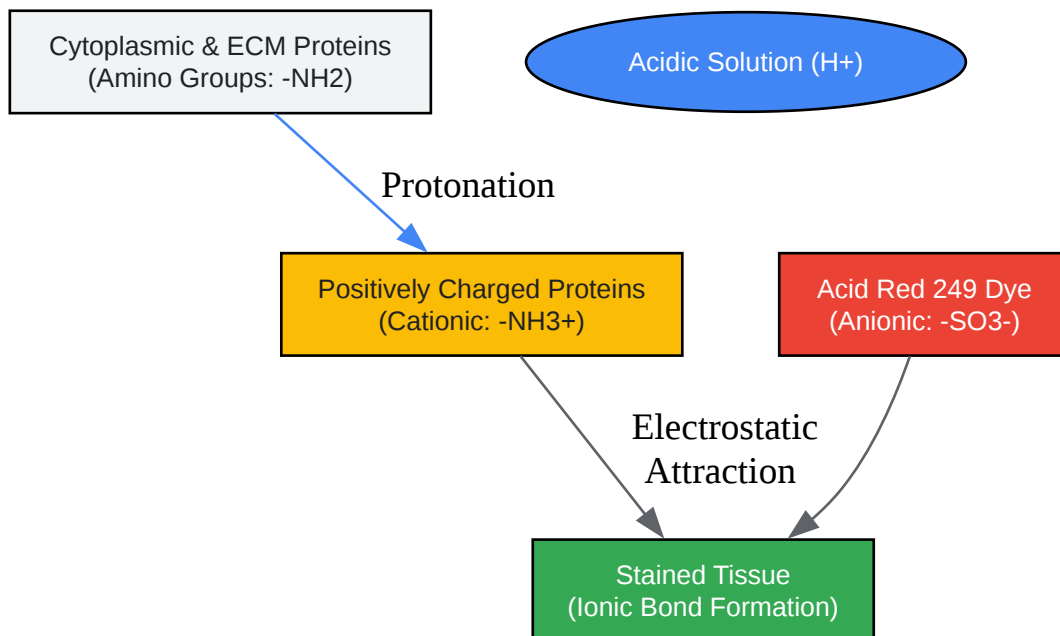 Cytoplasmic & ECM Proteins
(Amino Groups: -NH2)
Acidic Solution (H+)
Protonation
Positively Charged Proteins
(Cationic: -NH3+)
Acid Red 249 Dye
(Anionic: -SO3-)
Electrostatic
Attraction
Stained Tissue
(Ionic Bond Formation)